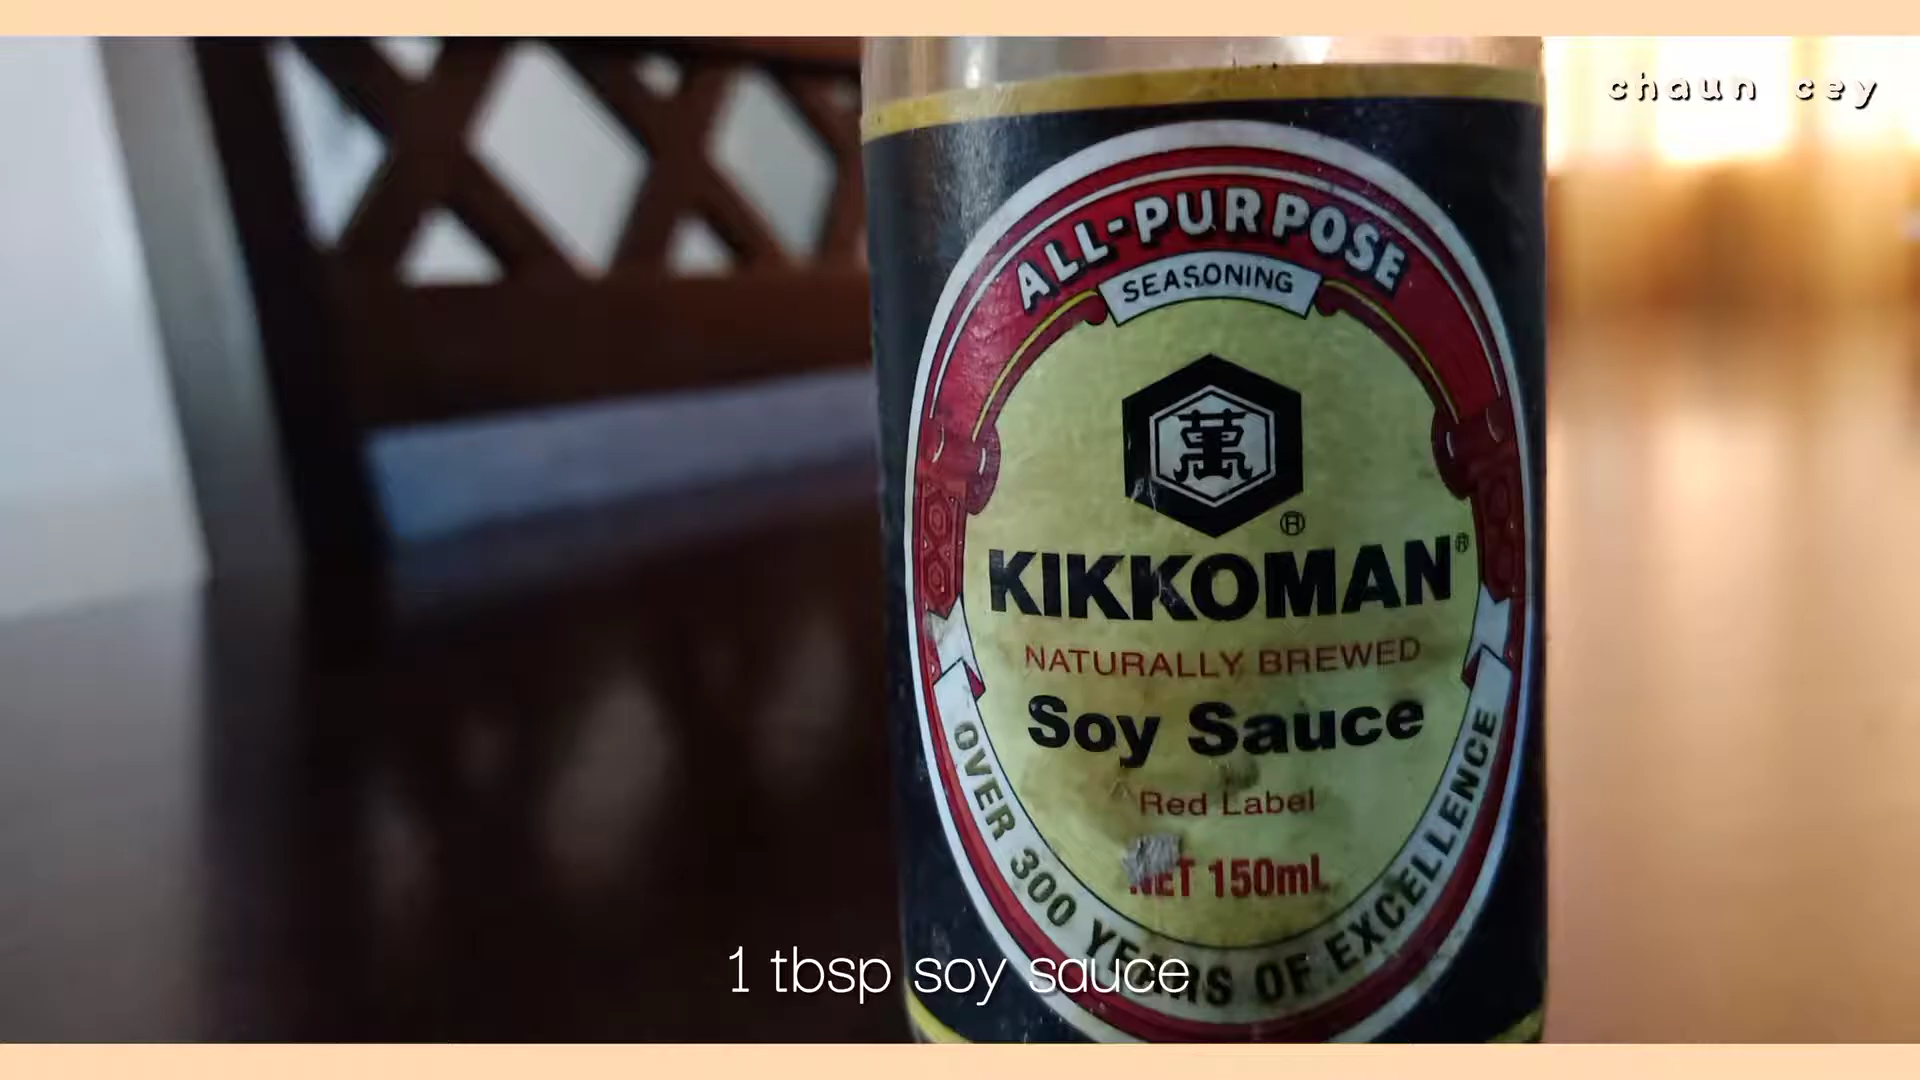 chaun cey
ALL-PURPOSE
SEASONING
萬
®
KIKKOMAN®
NATURALLY BREWED
Soy Sauce
Red Label
NET 150mL
OVER 300 YEARS OF EXCELLENCE
1 tbsp soy sauce